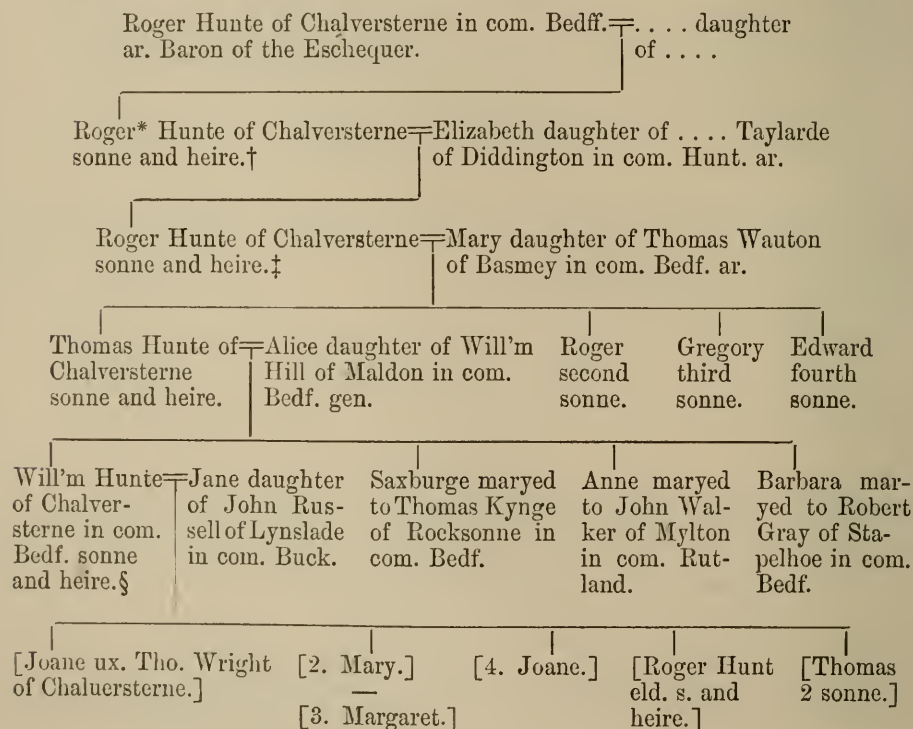 Roger Hunte of Chalversterne in com. Bedff.=. . . . daughter
ar. Baron of the Eschequer. of . . . .
Roger* Hunte of Chalversterne=Elizabeth daughter of . . . . Taylarde
sonne and heire.† of Diddington in com. Hunt. ar.
Roger Hunte of Chalversterne=Mary daughter of Thomas Wauton
sonne and heire.‡ of Basmey in com. Bedf. ar.
Thomas Hunte of=
Chalversterne
sonne and heire.
Alice daughter of Will'm
Hill of Maldon in com.
Bedf. gen.
Roger
second
sonne.
Gregory
third
sonne.
Edward
fourth
sonne.
Will'm Hunte=
of Chalver-
sterne in com.
Bedf. sonne
and heire.§
Jane daughter
of John Rus-
sell of Lynslade
in com. Buck.
Saxburge maryed
to Thomas Kynge
of Rocksonne in
com. Bedf.
Anne maryed
to John Wal-
ker of Mylton
in com. Rut-
land.
Barbara mar-
yed to Robert
Gray of Sta-
pelhoe in com.
Bedf.
[Joane ux. Tho. Wright
of Chaluersterne.]
[2. Mary.]
—
[3. Margaret.]
[4. Joane.]
[Roger Hunt
eld. s. and
heire.]
[Thomas
2 sonne.]